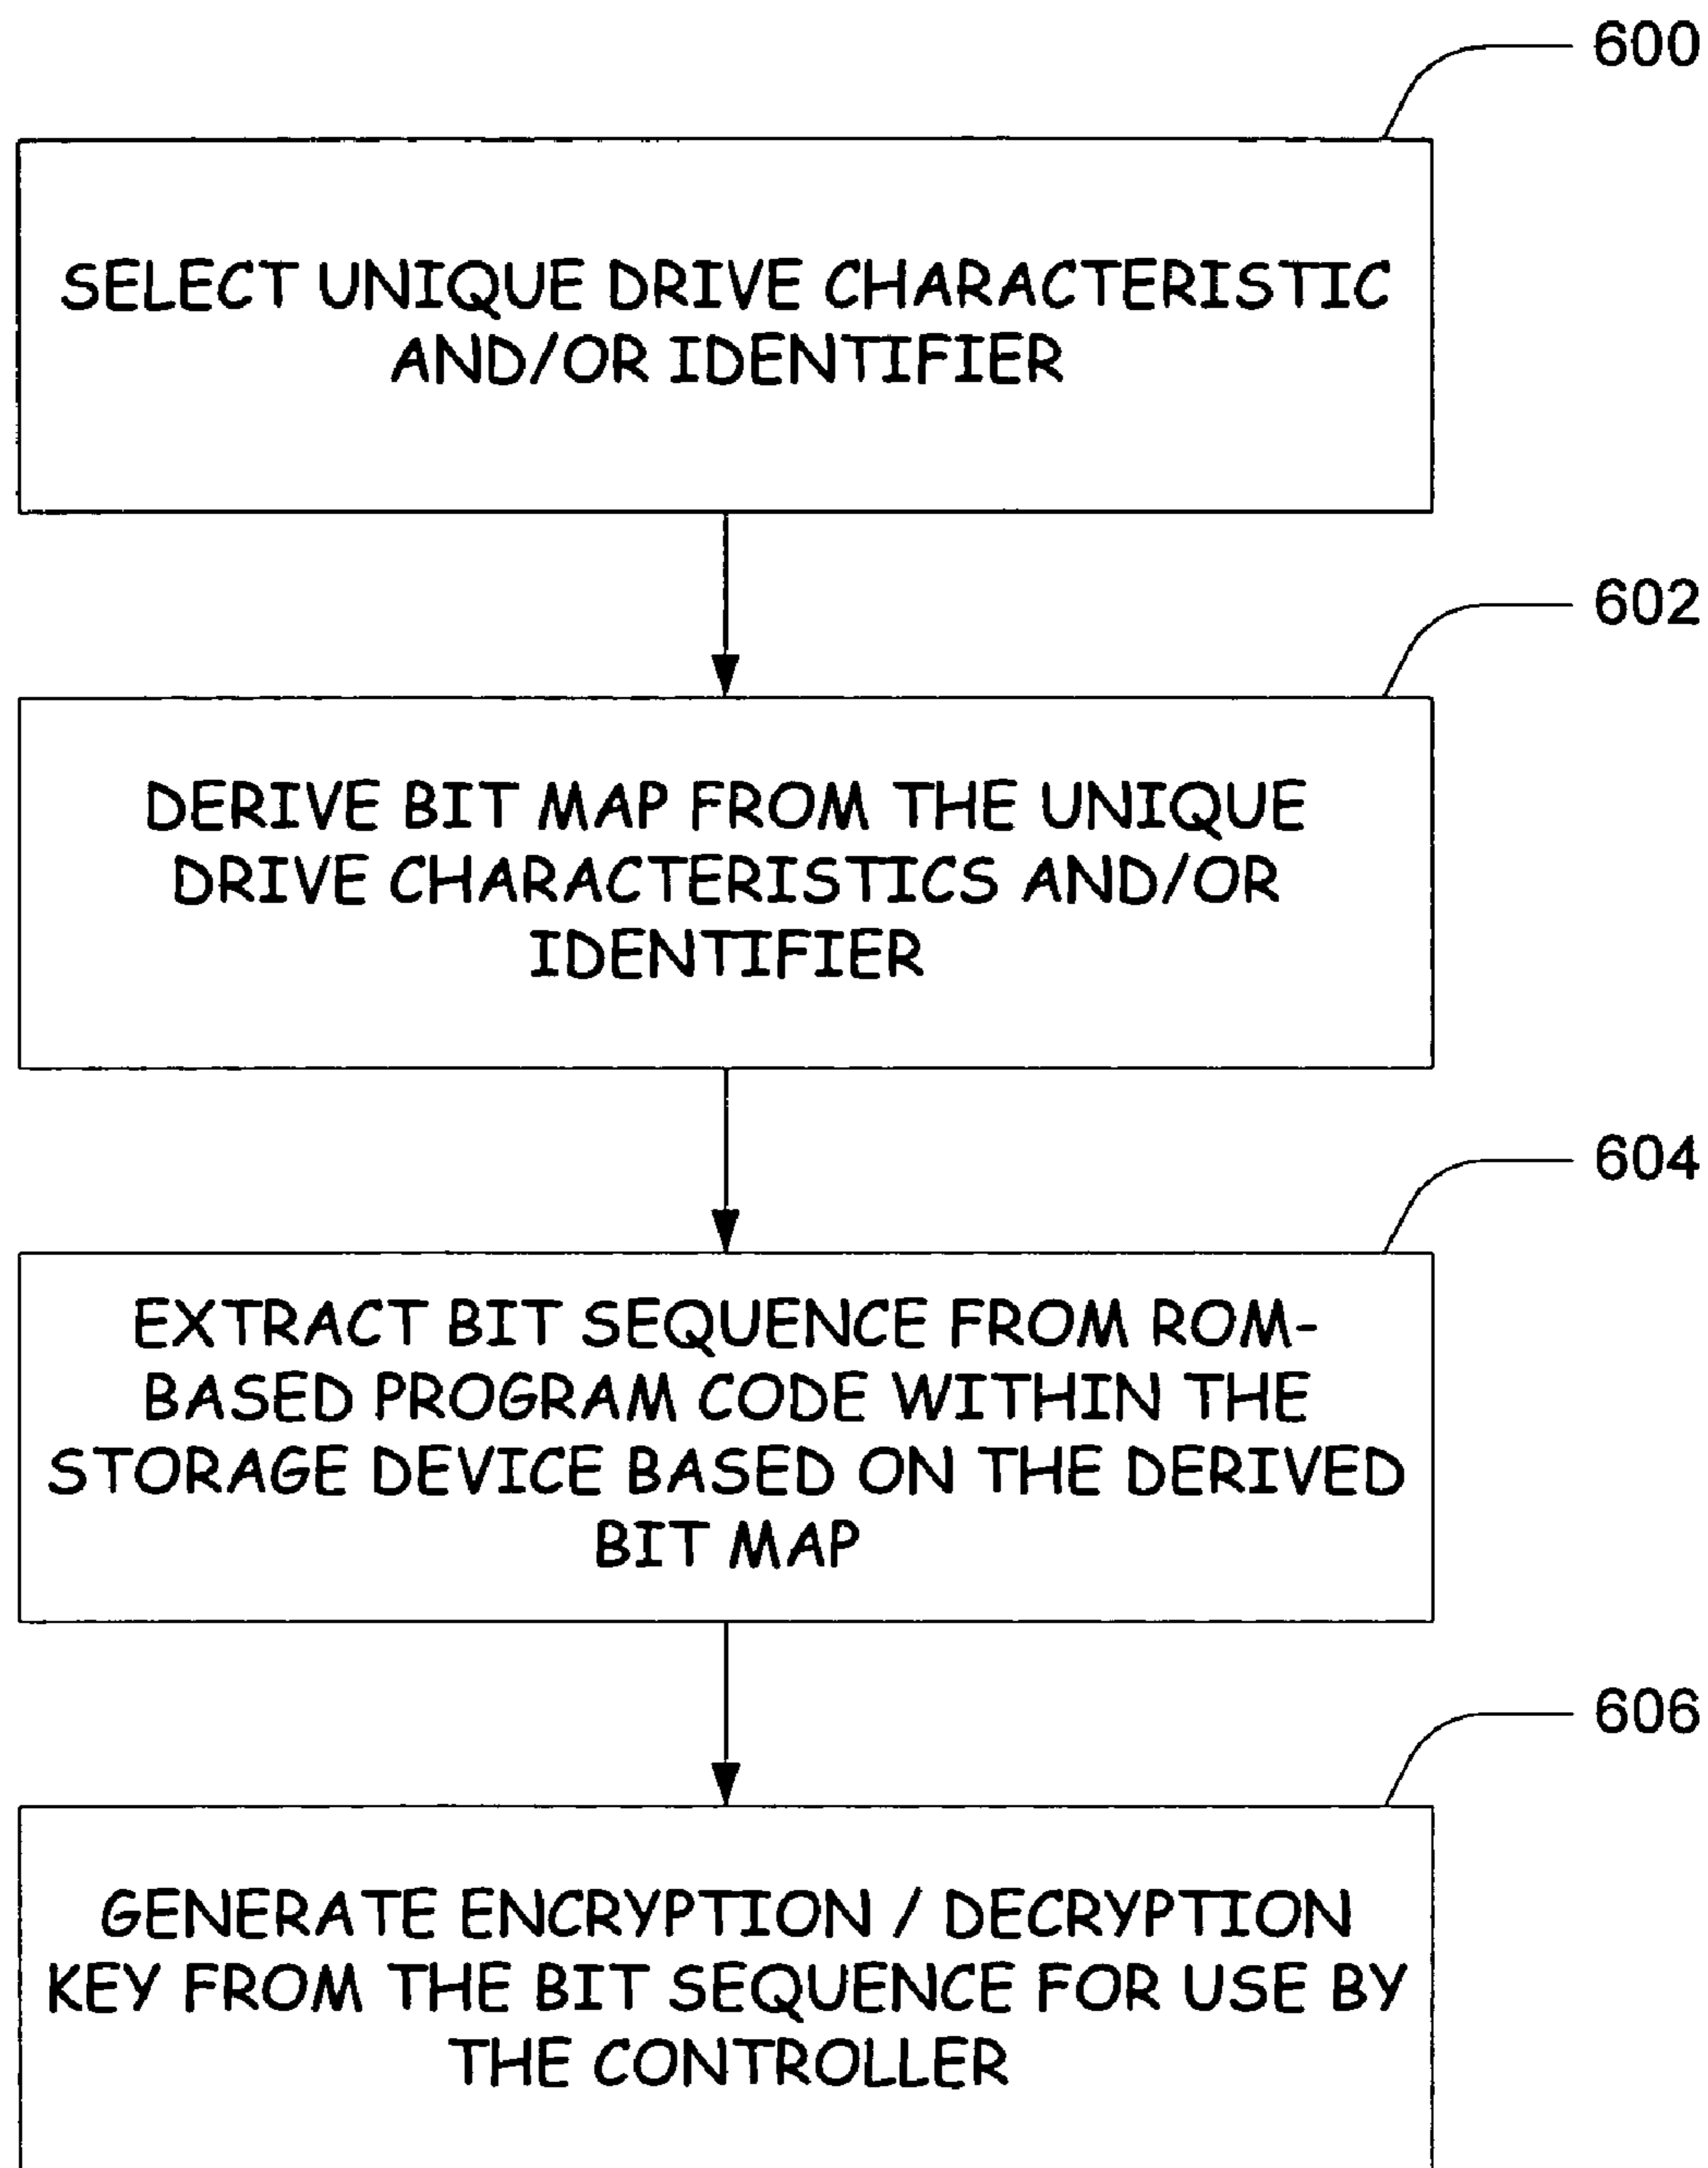 600
SELECT UNIQUE DRIVE CHARACTERISTIC
AND/OR IDENTIFIER
602
DERIVE BIT MAP FROM THE UNIQUE
DRIVE CHARACTERISTICS AND/OR
IDENTIFIER
604
EXTRACT BIT SEQUENCE FROM ROM-
BASED PROGRAM CODE WITHIN THE
STORAGE DEVICE BASED ON THE DERIVED
BIT MAP
606
GENERATE ENCRYPTION / DECRYPTION
KEY FROM THE BIT SEQUENCE FOR USE BY
THE CONTROLLER